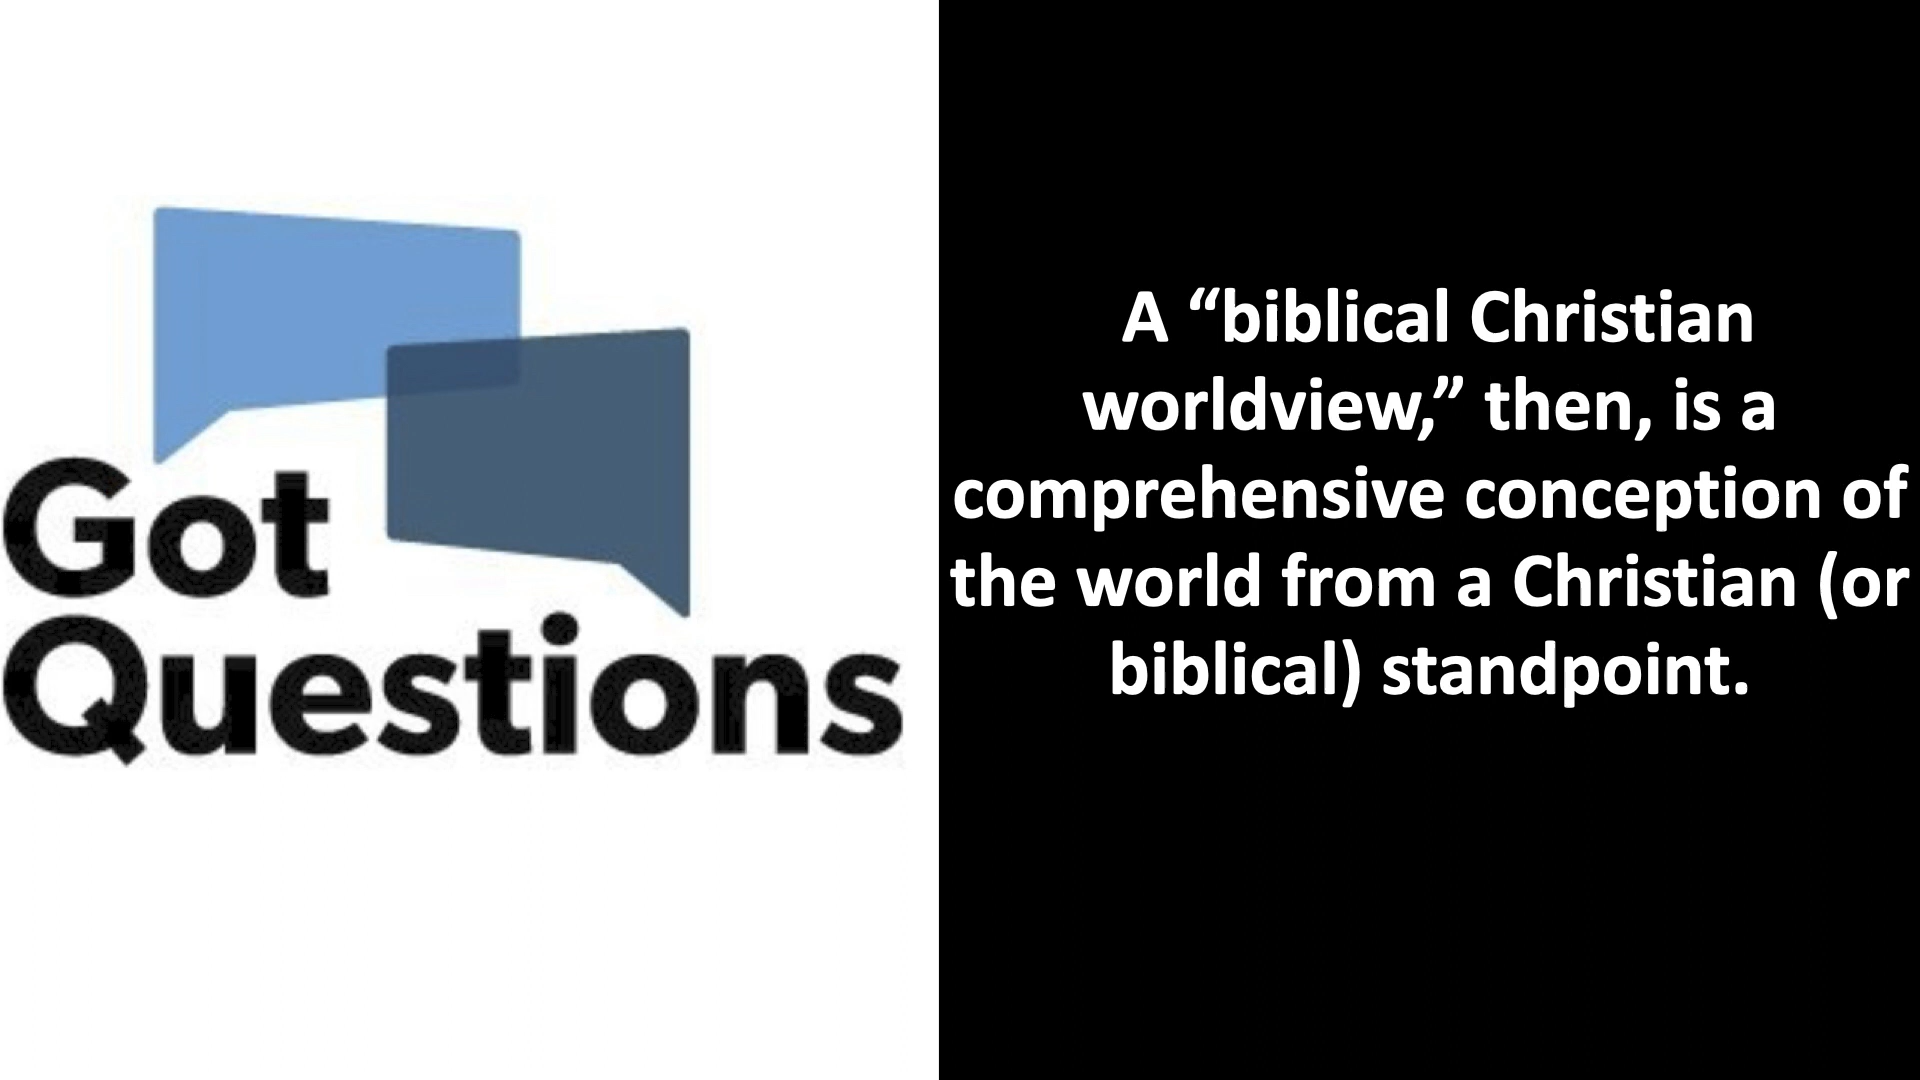 Got
Questions
A “biblical Christian
worldview,” then, is a
comprehensive conception of
the world from a Christian (or
biblical) standpoint.